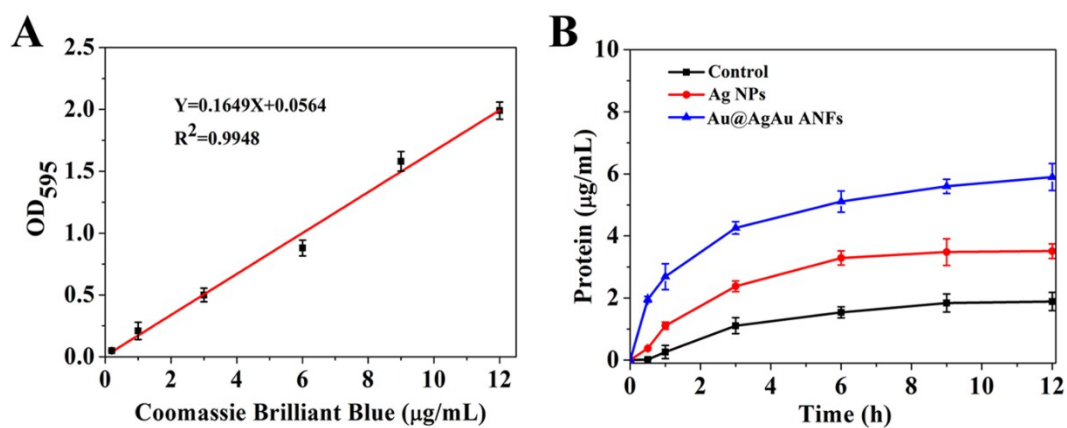 A
2.5
2.0
1.5
1.0
0.5
0.0
OD595
Y=0.1649X+0.0564
R2=0.9948
0 2 4 6 8 10 12
Coomassie Brilliant Blue (μg/mL)
B
10
8
6
4
2
0
Protein (μg/mL)
Control
Ag NPs
Au@AgAu ANFs
0 2 4 6 8 10 12
Time (h)